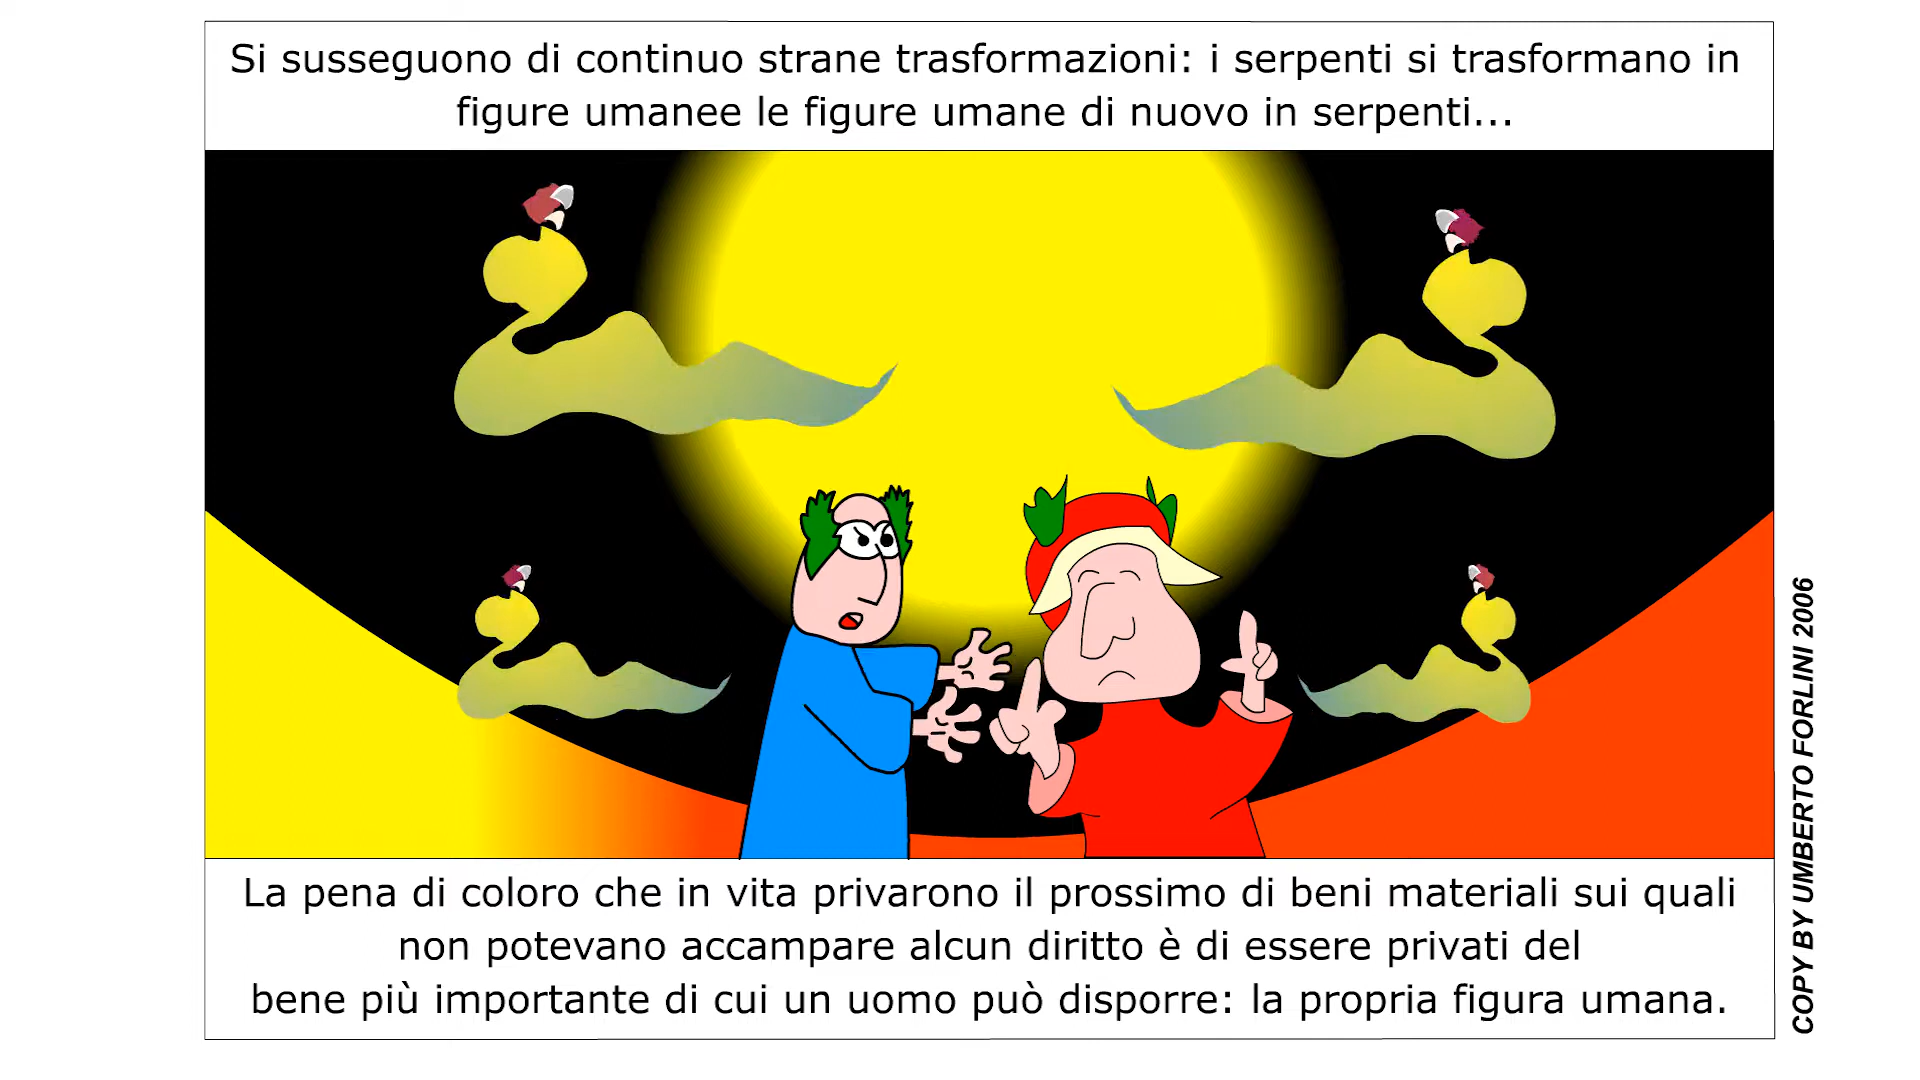 Si susseguono di continuo strane trasformazioni: i serpenti si trasformano in
figure umanee le figure umane di nuovo in serpenti...
La pena di coloro che in vita privarono il prossimo di beni materiali sui quali
non potevano accampare alcun diritto è di essere privati del
bene più importante di cui un uomo può disporre: la propria figura umana.
COPY BY UMBERTO FORLINI 2006